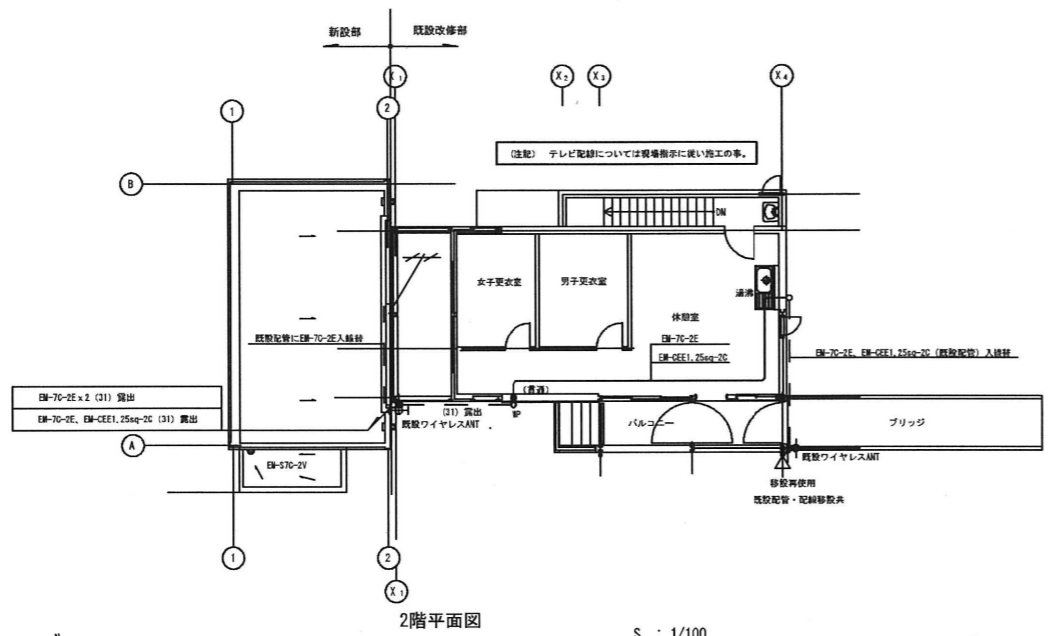 新設部
既設改修部
X₁
X₂
X₃
X₄
1
2
(注記) テレビ配線については現場指示に従い施工の事。
B
DN
女子更衣室
男子更衣室
湯沸
休憩室
既設配管にEM-7C-2E入線替
EM-7C-2E
EM-CEE1.25sq-2C
EM-7C-2E、EM-CEE1.25sq-2C (既設配管) 入線替
EM-7C-2E x 2 (31) 露出
EM-7C-2E、EM-CEE1.25sq-2C (31) 露出
(貫通)
(31) 露出
WP
既設ワイヤレスANT
バルコニー
ブリッジ
A
EM-S7C-2V
既設ワイヤレスANT
移設再使用
既設配管・配線移設共
1
2
X₁
2階平面図
S : 1/100